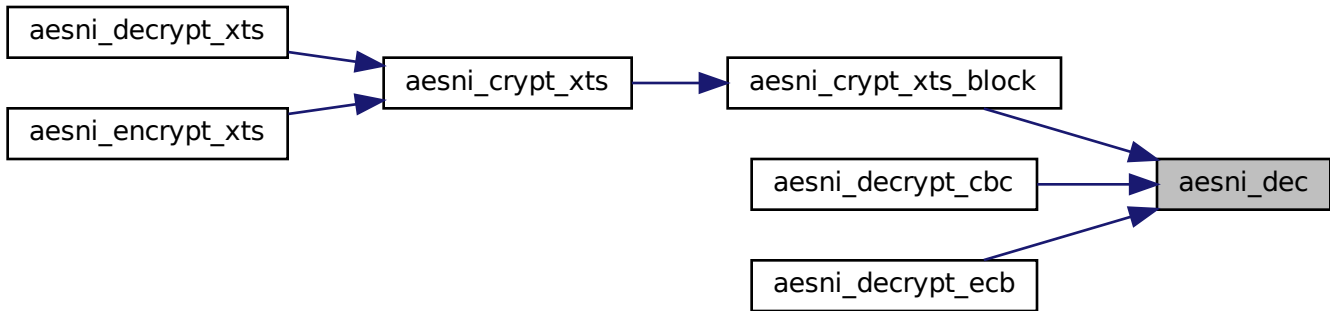 aesni_decrypt_xts
aesni_encrypt_xts
aesni_crypt_xts
aesni_crypt_xts_block
aesni_decrypt_cbc
aesni_decrypt_ecb
aesni_dec